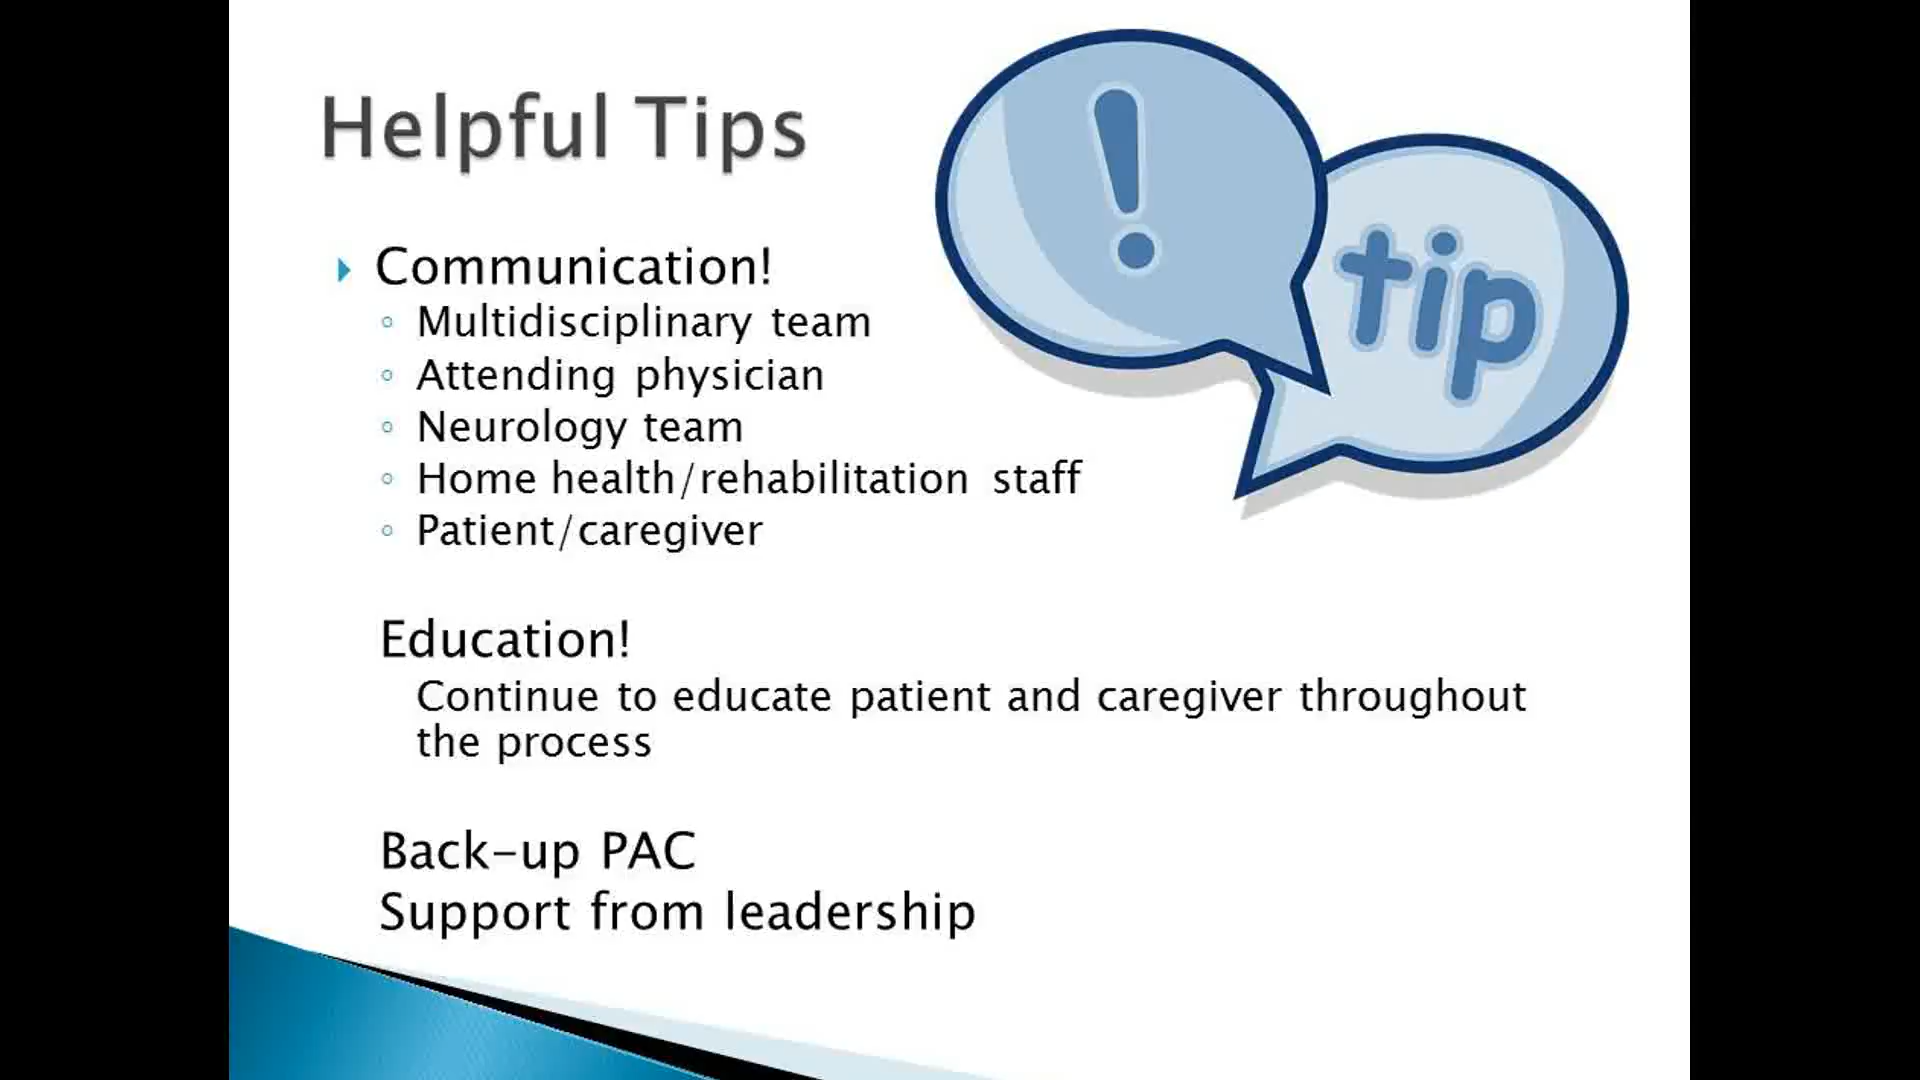 Helpful Tips
!
tip
Communication!
Multidisciplinary team
Attending physician
Neurology team
Home health/rehabilitation staff
Patient/caregiver
Education!
Continue to educate patient and caregiver throughout
the process
Back-up PAC
Support from leadership